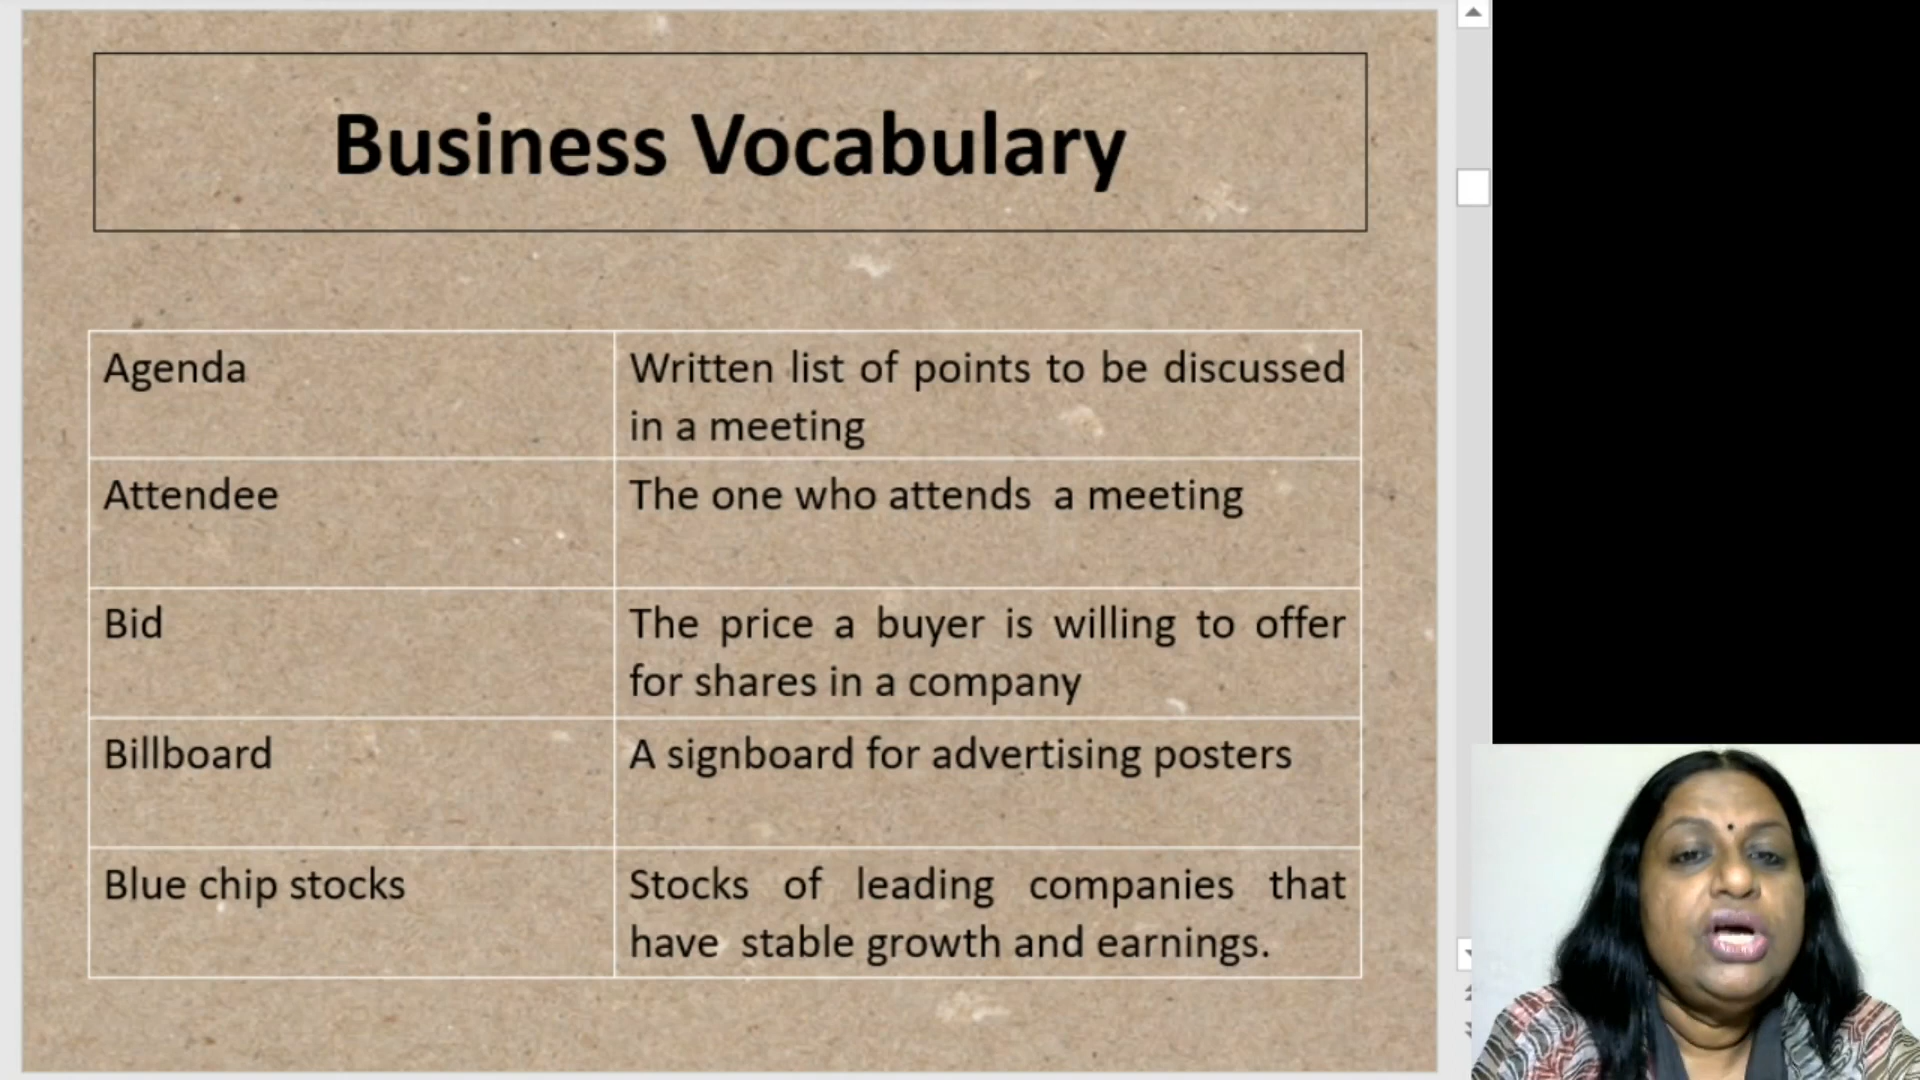 Business Vocabulary
Agenda
Written list of points to be discussed
in a meeting
Attendee
The one who attends a meeting
Bid
The price a buyer is willing to offer
for shares in a company
Billboard
A signboard for advertising posters
Blue chip stocks
Stocks of leading companies that
have stable growth and earnings.